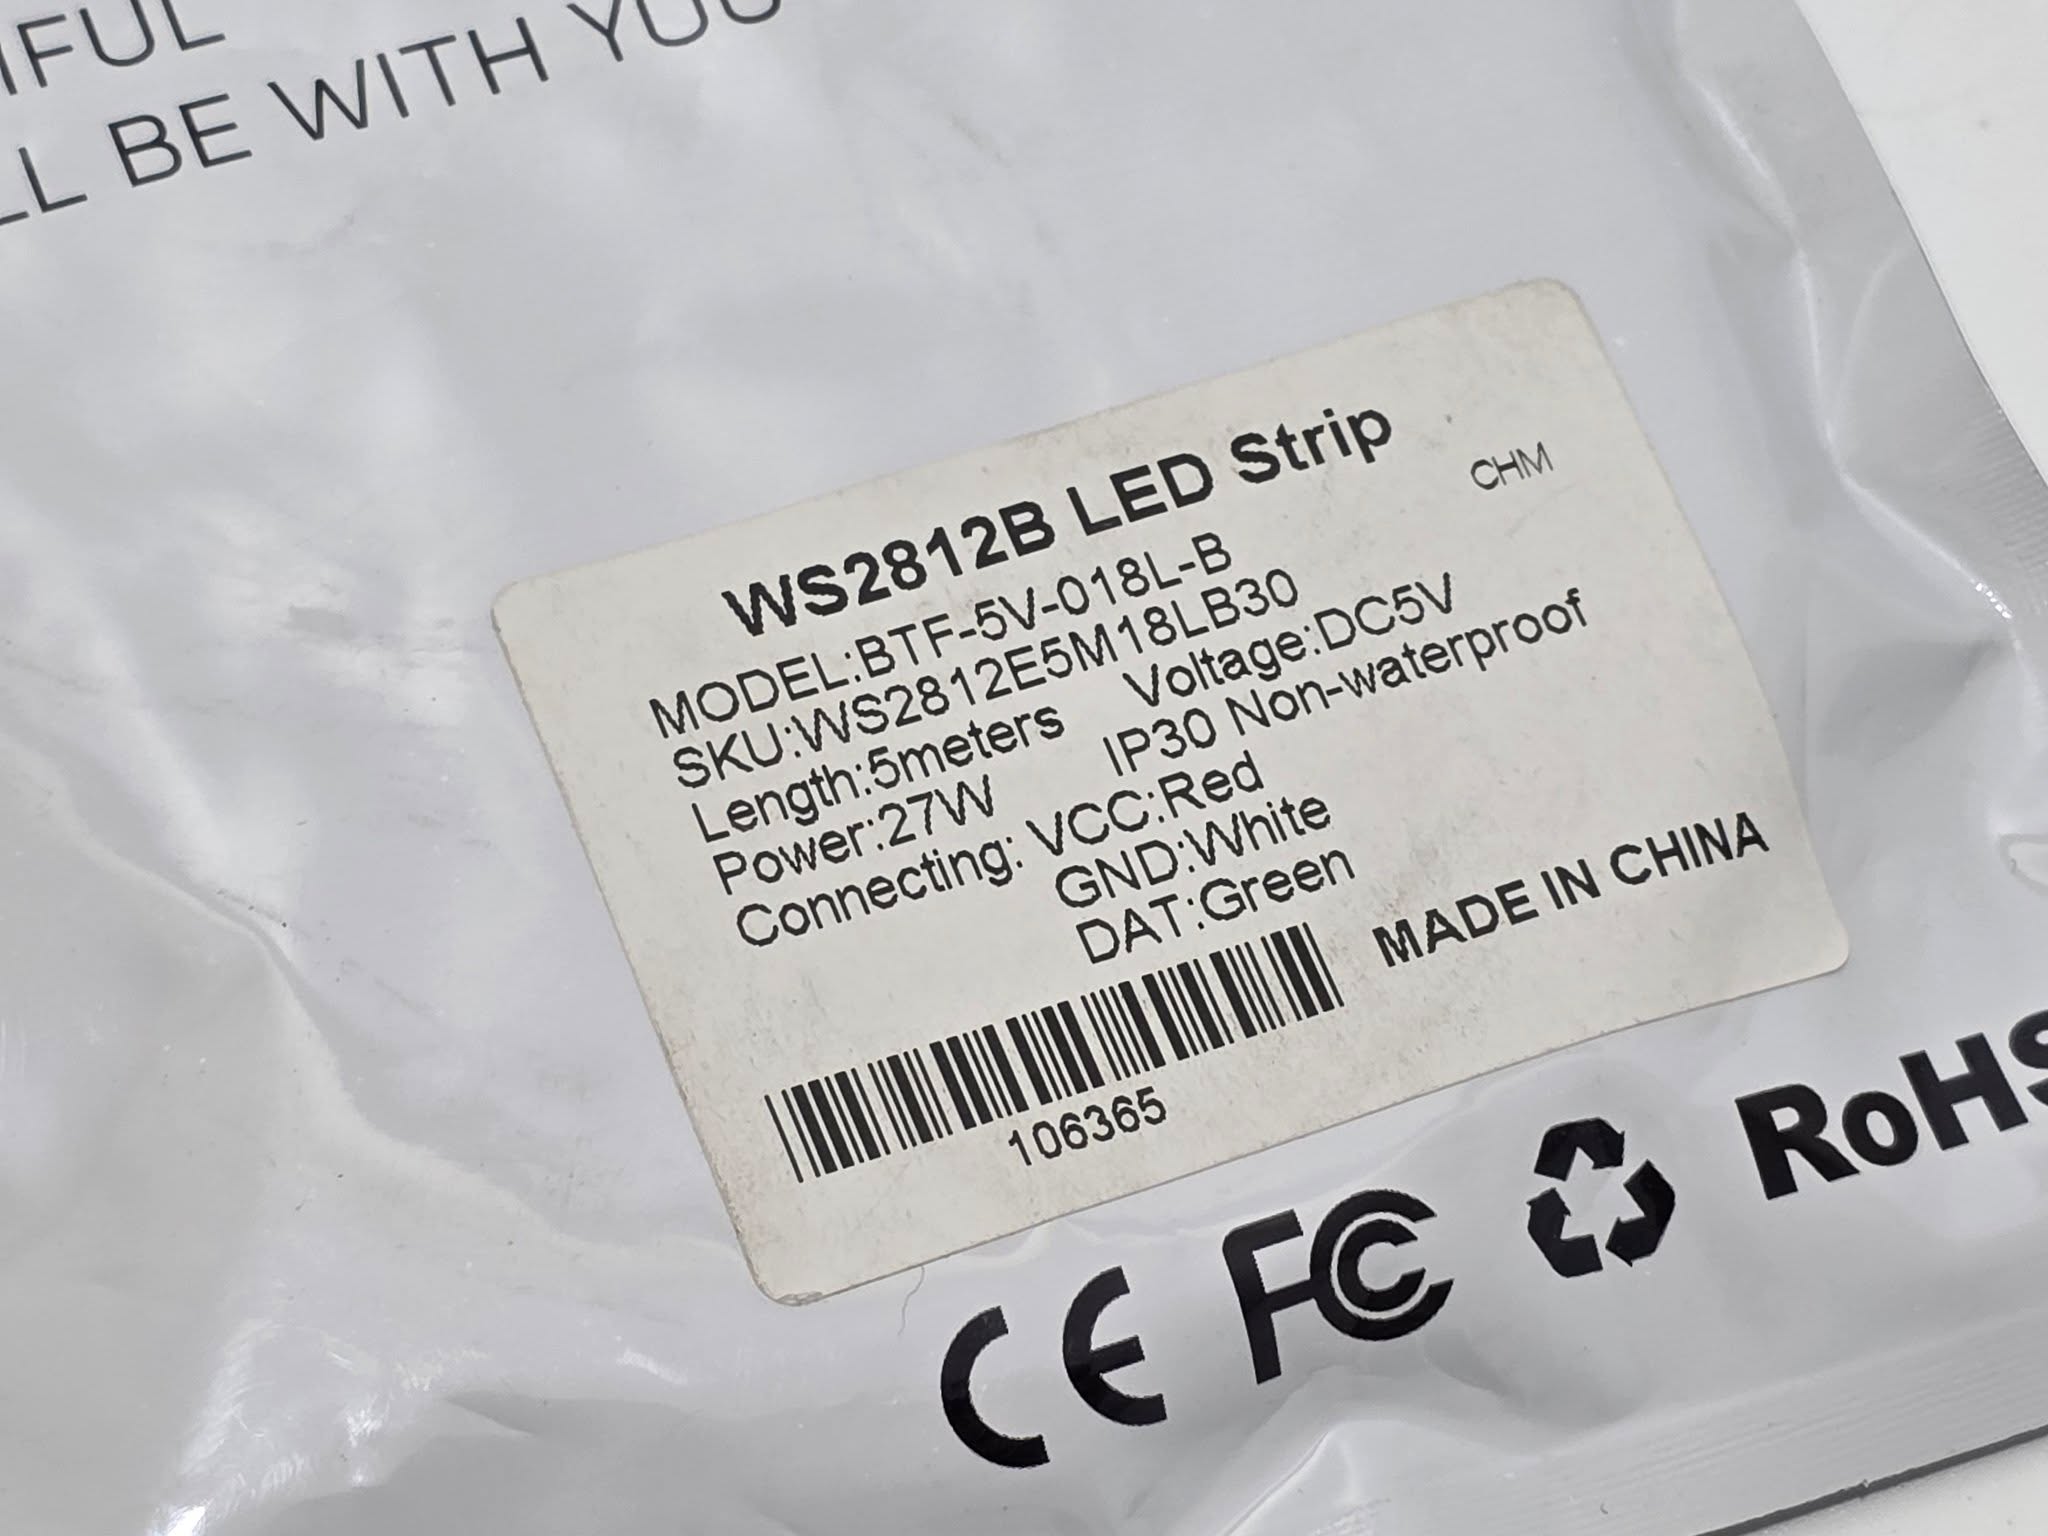 WITH YOU
BE
WS2812B LED Strip
CHM
MODEL:BTF-5V-018L-B
SKU:WS2812E5M18LB30
Length:5meters Voltage:DC5V
Power:27W IP30 Non-waterproof
Connecting: VCC:Red
GND:White
DAT:Green
MADE IN CHINA
106365
CE FC RoHS